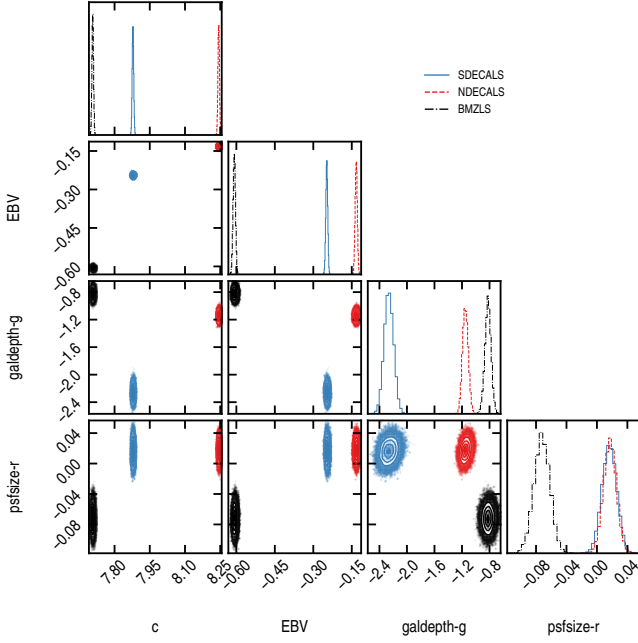 SDECALS
NDECALS
BMZLS
−0.15
−0.30
−0.45
−0.60
EBV
−0.8
−1.2
−1.6
−2.0
−2.4
galdepth-g
0.04
0.00
−0.04
−0.08
psfsize-r
7.80 7.95 8.10 8.25
−0.60 −0.45 −0.30 −0.15
−2.4 −2.0 −1.6 −1.2 −0.8
−0.08 −0.04 0.00 0.04
c EBV galdepth-g psfsize-r